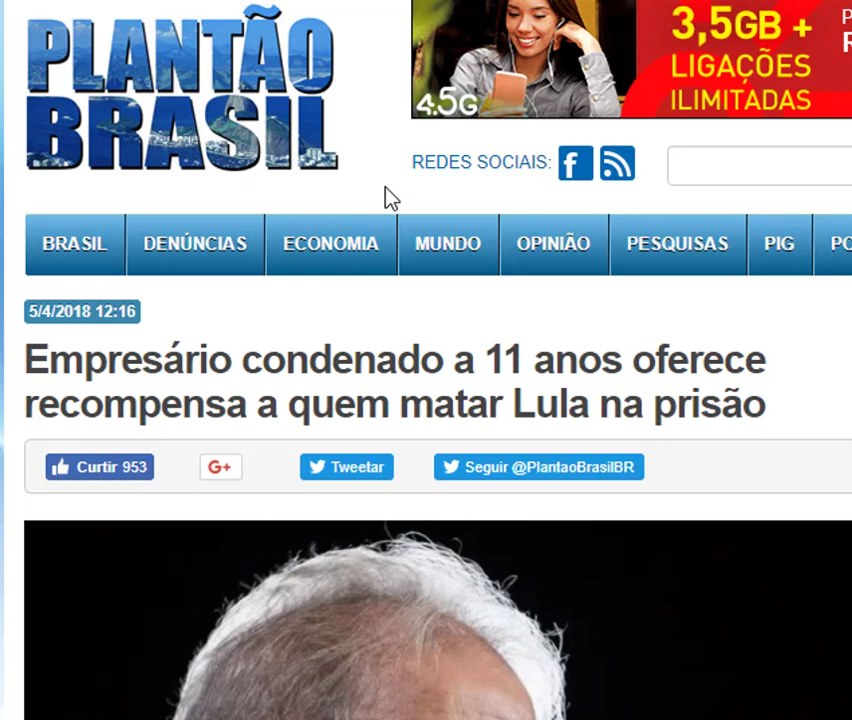 PLANTÃO
BRASIL
4.5G
3,5GB +
LIGAÇÕES
ILIMITADAS
REDES SOCIAIS:
BRASIL DENÚNCIAS ECONOMIA MUNDO OPINIÃO PESQUISAS PIG
5/4/2018 12:16
Empresário condenado a 11 anos oferece
recompensa a quem matar Lula na prisão
Curtir 953 G+ Tweetar Seguir @PlantaoBrasilBR